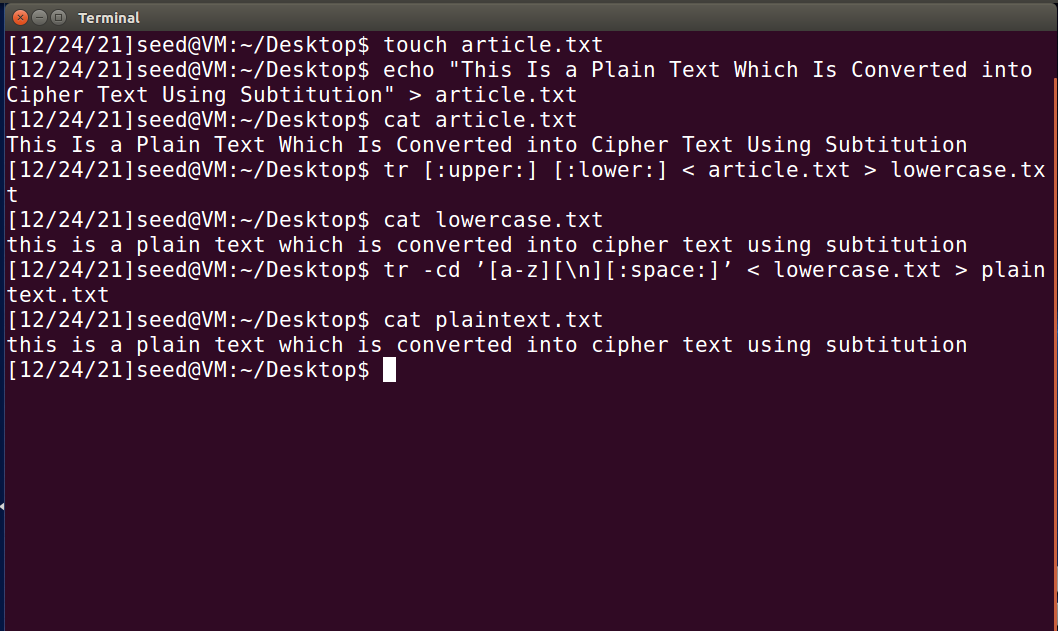 Terminal
[12/24/21]seed@VM:~/Desktop$ touch article.txt
[12/24/21]seed@VM:~/Desktop$ echo "This Is a Plain Text Which Is Converted into
Cipher Text Using Subtitution" > article.txt
[12/24/21]seed@VM:~/Desktop$ cat article.txt
This Is a Plain Text Which Is Converted into Cipher Text Using Subtitution
[12/24/21]seed@VM:~/Desktop$ tr [:upper:] [:lower:] < article.txt > lowercase.tx
t
[12/24/21]seed@VM:~/Desktop$ cat lowercase.txt
this is a plain text which is converted into cipher text using subtitution
[12/24/21]seed@VM:~/Desktop$ tr -cd ’[a-z][\n][:space:]’ < lowercase.txt > plain
text.txt
[12/24/21]seed@VM:~/Desktop$ cat plaintext.txt
this is a plain text which is converted into cipher text using subtitution
[12/24/21]seed@VM:~/Desktop$